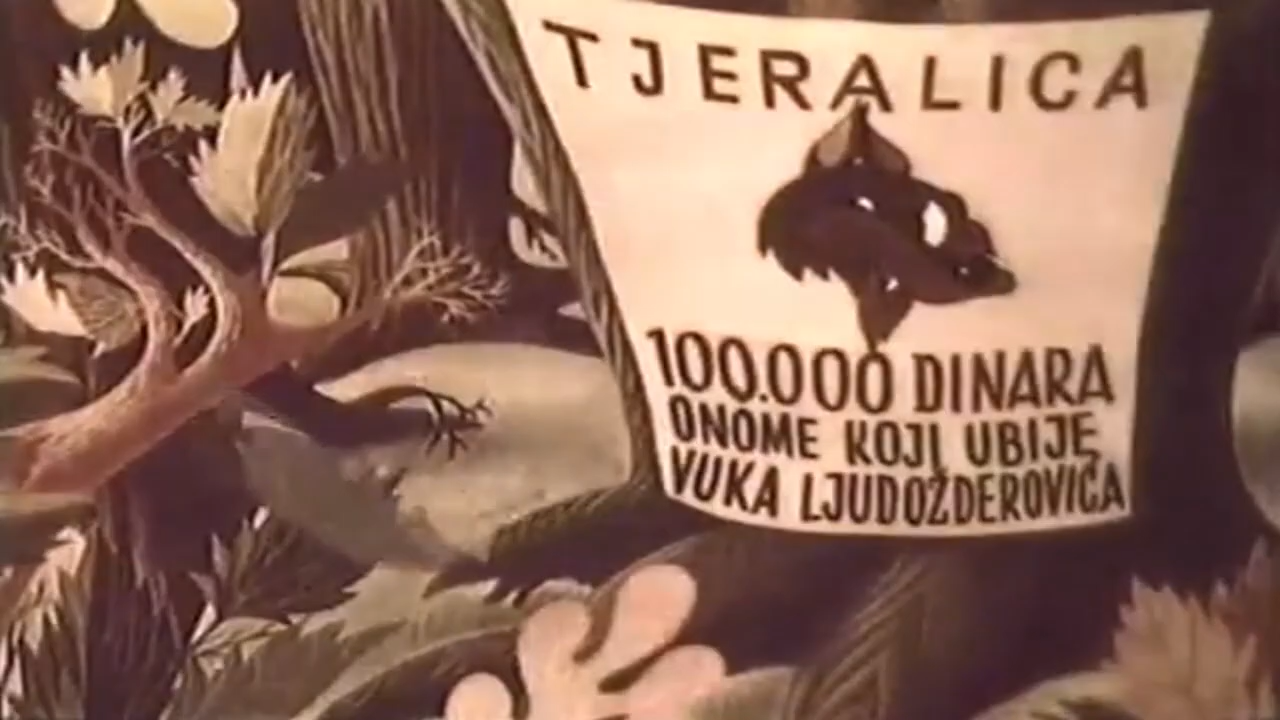 TJERALICA
100.000 DINARA
ONOME KOJI UBIJE
VUKA LJUDOŽDEROVIĆA